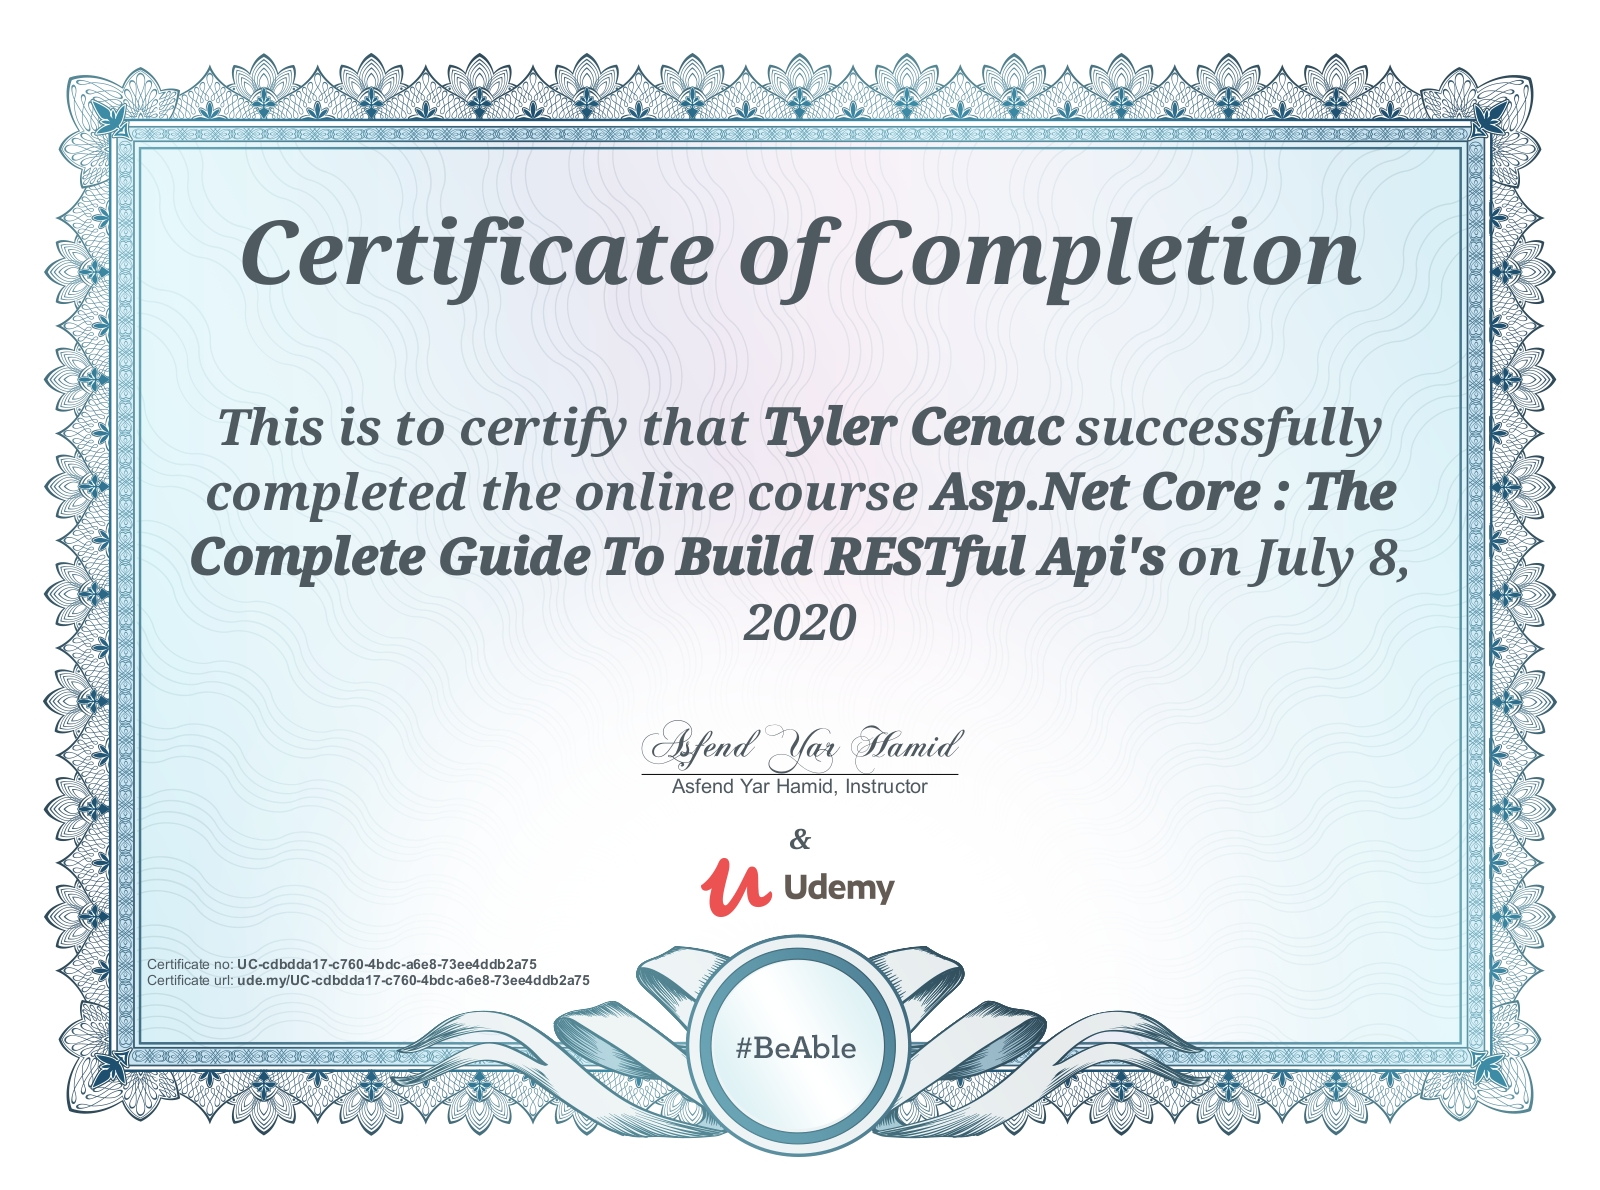 Certificate of Completion
This is to certify that Tyler Cenac successfully
completed the online course Asp.Net Core : The
Complete Guide To Build RESTful Api's on July 8,
2020
Asfend Yar Hamid
Asfend Yar Hamid, Instructor
&
Udemy
Certificate no: UC-cdbdda17-c760-4bdc-a6e8-73ee4ddb2a75
Certificate url: ude.my/UC-cdbdda17-c760-4bdc-a6e8-73ee4ddb2a75
#BeAble